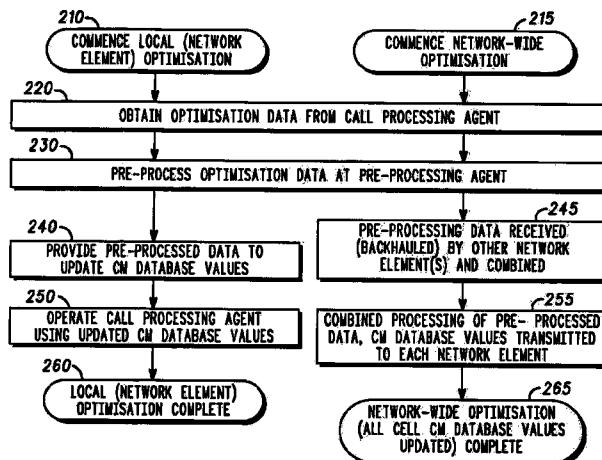 210
COMMENCE LOCAL (NETWORK
ELEMENT) OPTIMISATION
215
COMMENCE NETWORK-WIDE
OPTIMISATION
220
OBTAIN OPTIMISATION DATA FROM CALL PROCESSING AGENT
230
PRE-PROCESS OPTIMISATION DATA AT PRE-PROCESSING AGENT
240
PROVIDE PRE-PROCESSED DATA TO
UPDATE CM DATABASE VALUES
245
PRE-PROCESSING DATA RECEIVED
(BACKHAULED) BY OTHER NETWORK
ELEMENT(S) AND COMBINED
250
OPERATE CALL PROCESSING AGENT
USING UPDATED CM DATABASE VALUES
255
COMBINED PROCESSING OF PRE- PROCESSED
DATA, CM DATABASE VALUES TRANSMITTED
TO EACH NETWORK ELEMENT
260
LOCAL (NETWORK ELEMENT)
OPTIMISATION COMPLETE
265
NETWORK-WIDE OPTIMISATION
(ALL CELL CM DATABASE VALUES
UPDATED) COMPLETE